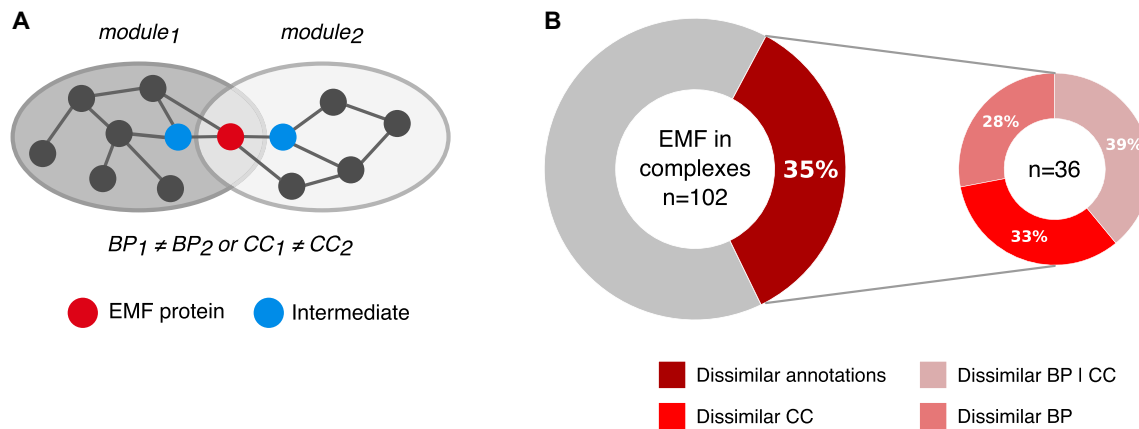 A
module1
module2
BP1 ≠ BP2 or CC1 ≠ CC2
EMF protein
Intermediate
B
EMF in
complexes
n=102
35%
28%
39%
33%
n=36
Dissimilar annotations
Dissimilar BP | CC
Dissimilar CC
Dissimilar BP